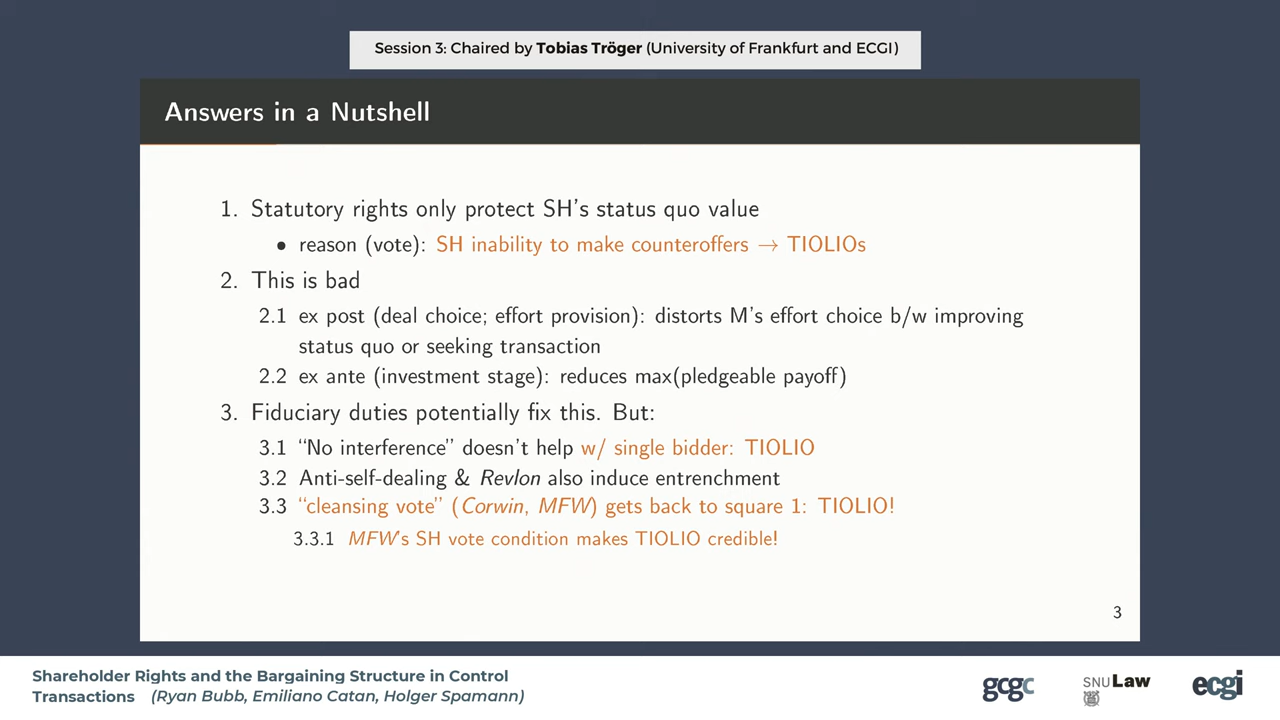 Session 3: Chaired by Tobias Tröger (University of Frankfurt and ECGI)
Answers in a Nutshell
1. Statutory rights only protect SH's status quo value
• reason (vote): SH inability to make counteroffers → TIOLIOs
2. This is bad
2.1 ex post (deal choice; effort provision): distorts M's effort choice b/w improving
status quo or seeking transaction
2.2 ex ante (investment stage): reduces max(pledgeable payoff)
3. Fiduciary duties potentially fix this. But:
3.1 “No interference” doesn't help w/ single bidder: TIOLIO
3.2 Anti-self-dealing & Revlon also induce entrenchment
3.3 “cleansing vote” (Corwin, MFW) gets back to square 1: TIOLIO!
3.3.1 MFW's SH vote condition makes TIOLIO credible!
3
Shareholder Rights and the Bargaining Structure in Control
Transactions (Ryan Bubb, Emiliano Catan, Holger Spamann)
gcgc
SNU Law
ecgi